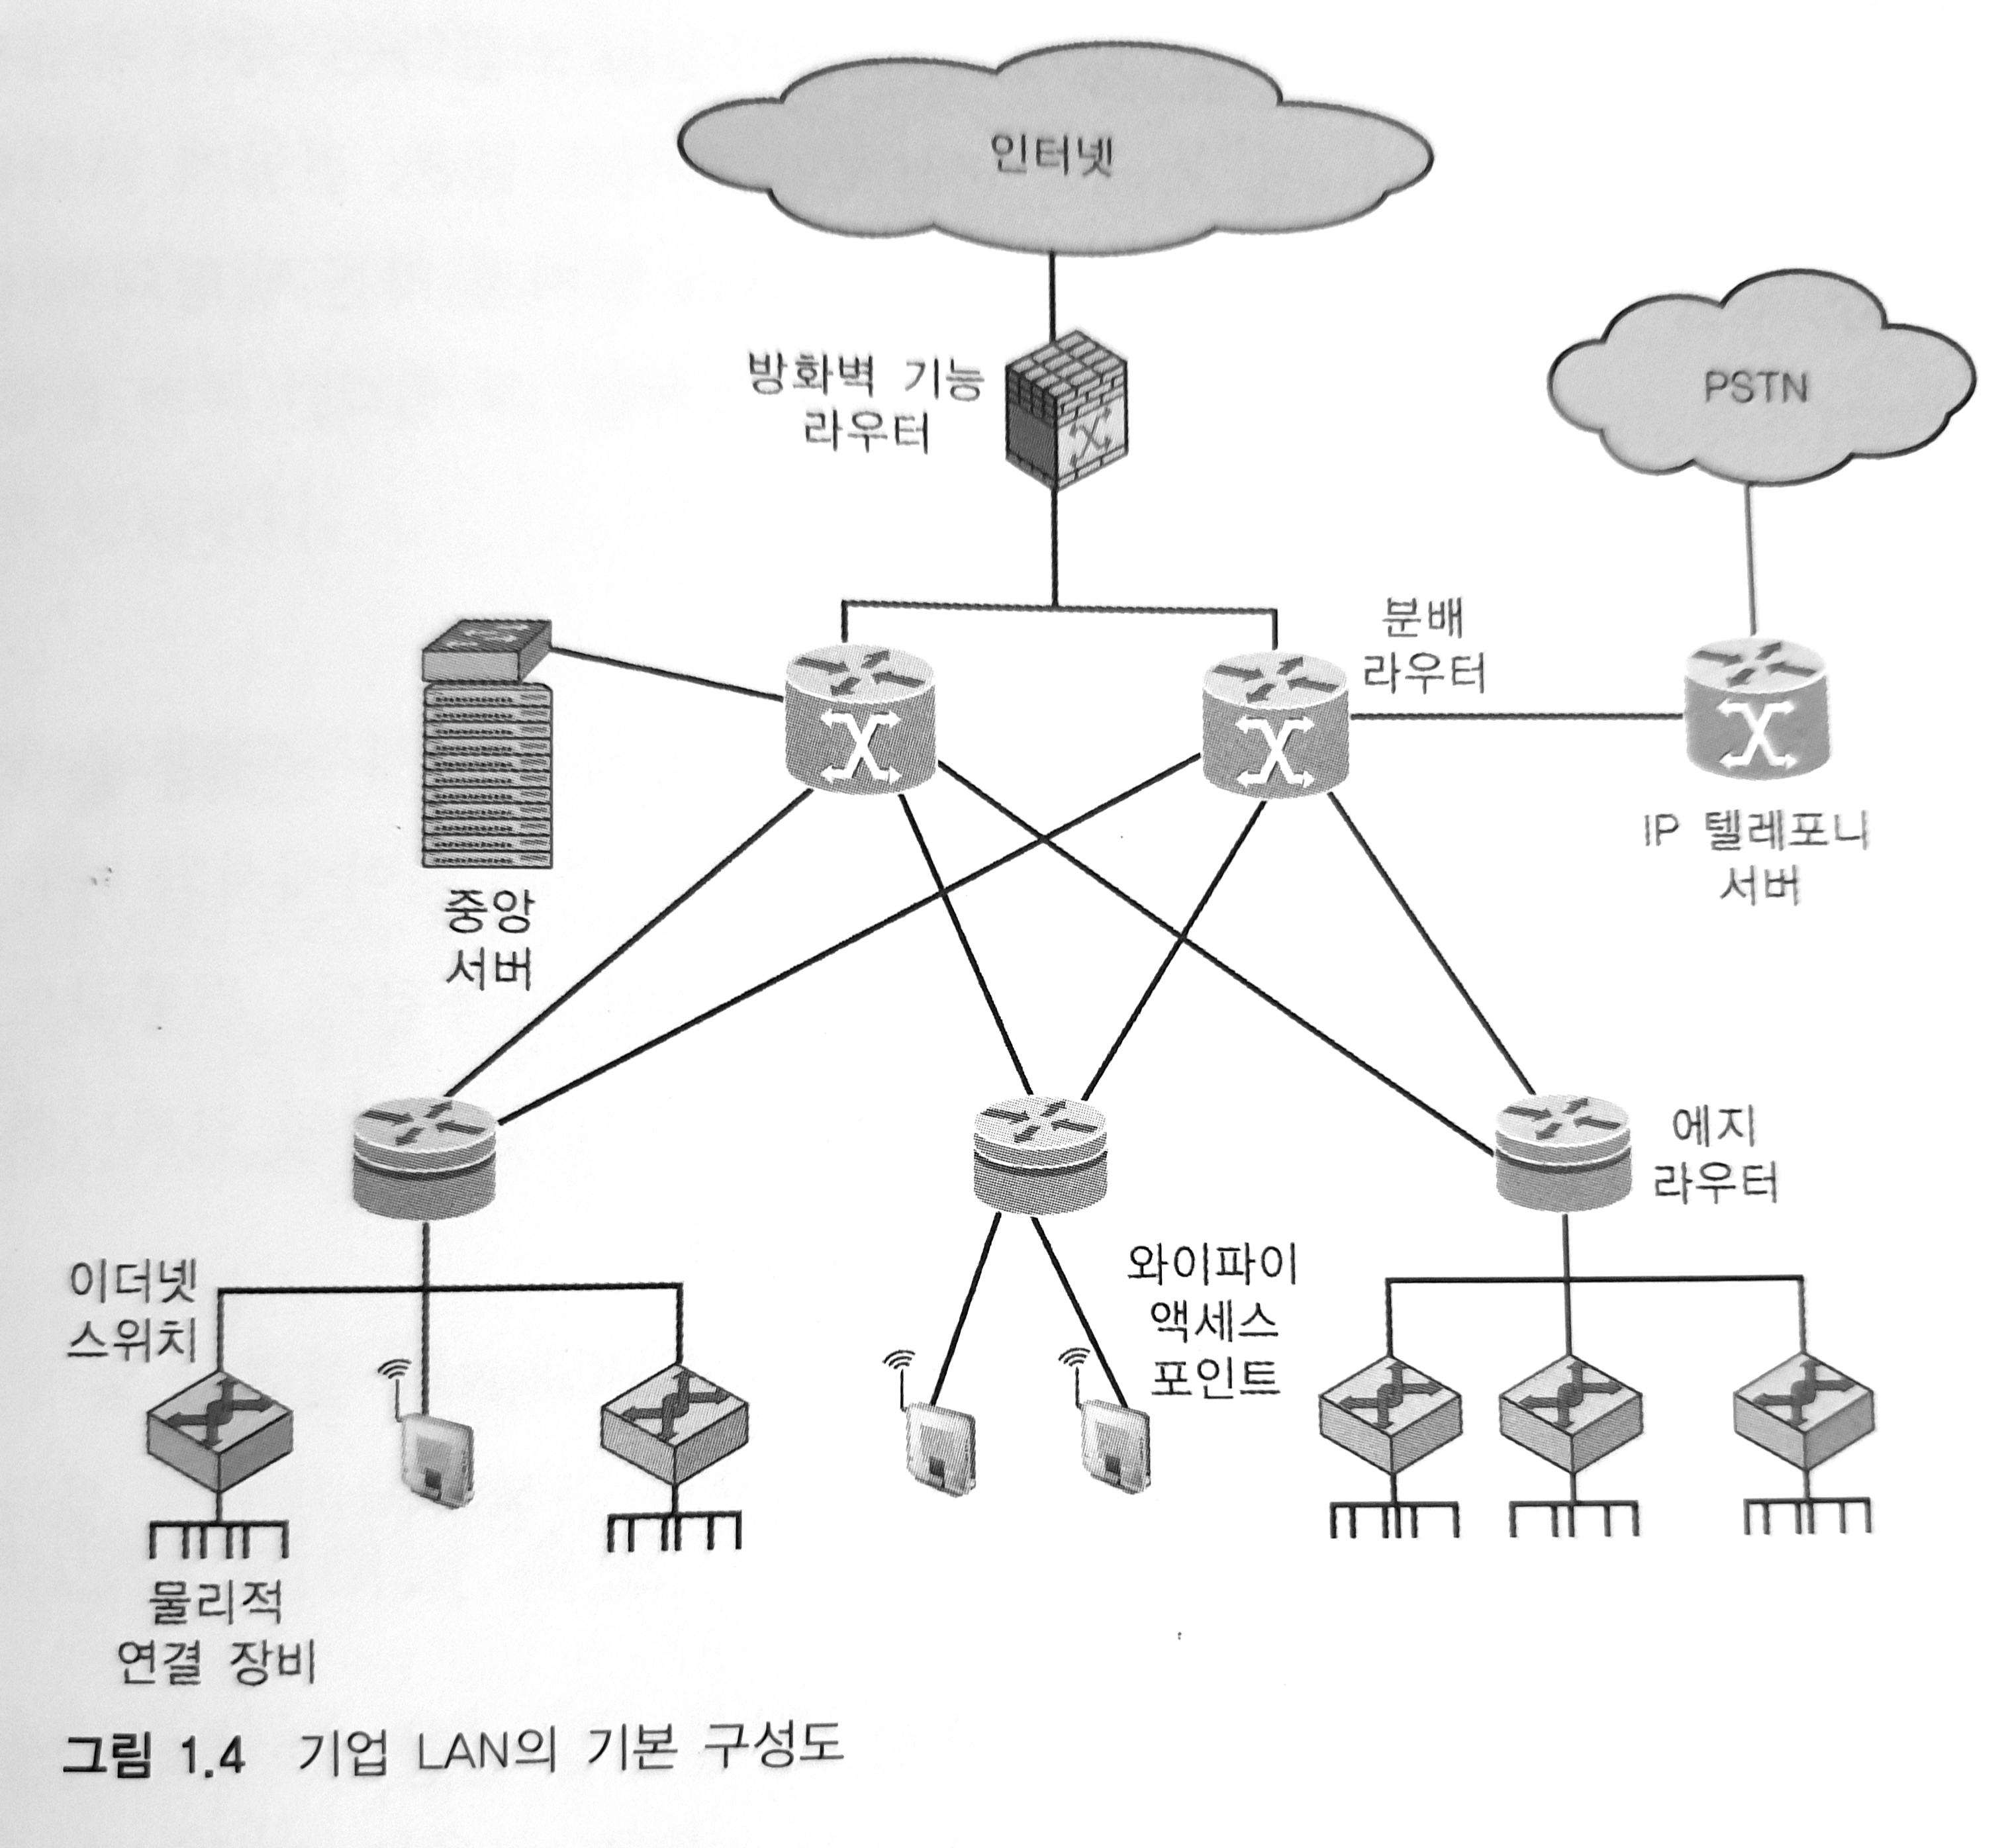 인터넷
방화벽 기능
라우터
PSTN
분배
라우터
IP 텔레포니
서버
중앙
서버
에지
라우터
이더넷
스위치
와이파이
액세스
포인트
물리적
연결 장비
그림 1.4 기업 LAN의 기본 구성도